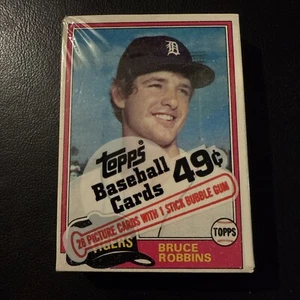 D
Topps
Baseball
Cards
49¢
28 PICTURE CARDS WITH 1 STICK BUBBLE GUM
TOPPS
TIGERS
BRUCE
ROBBINS